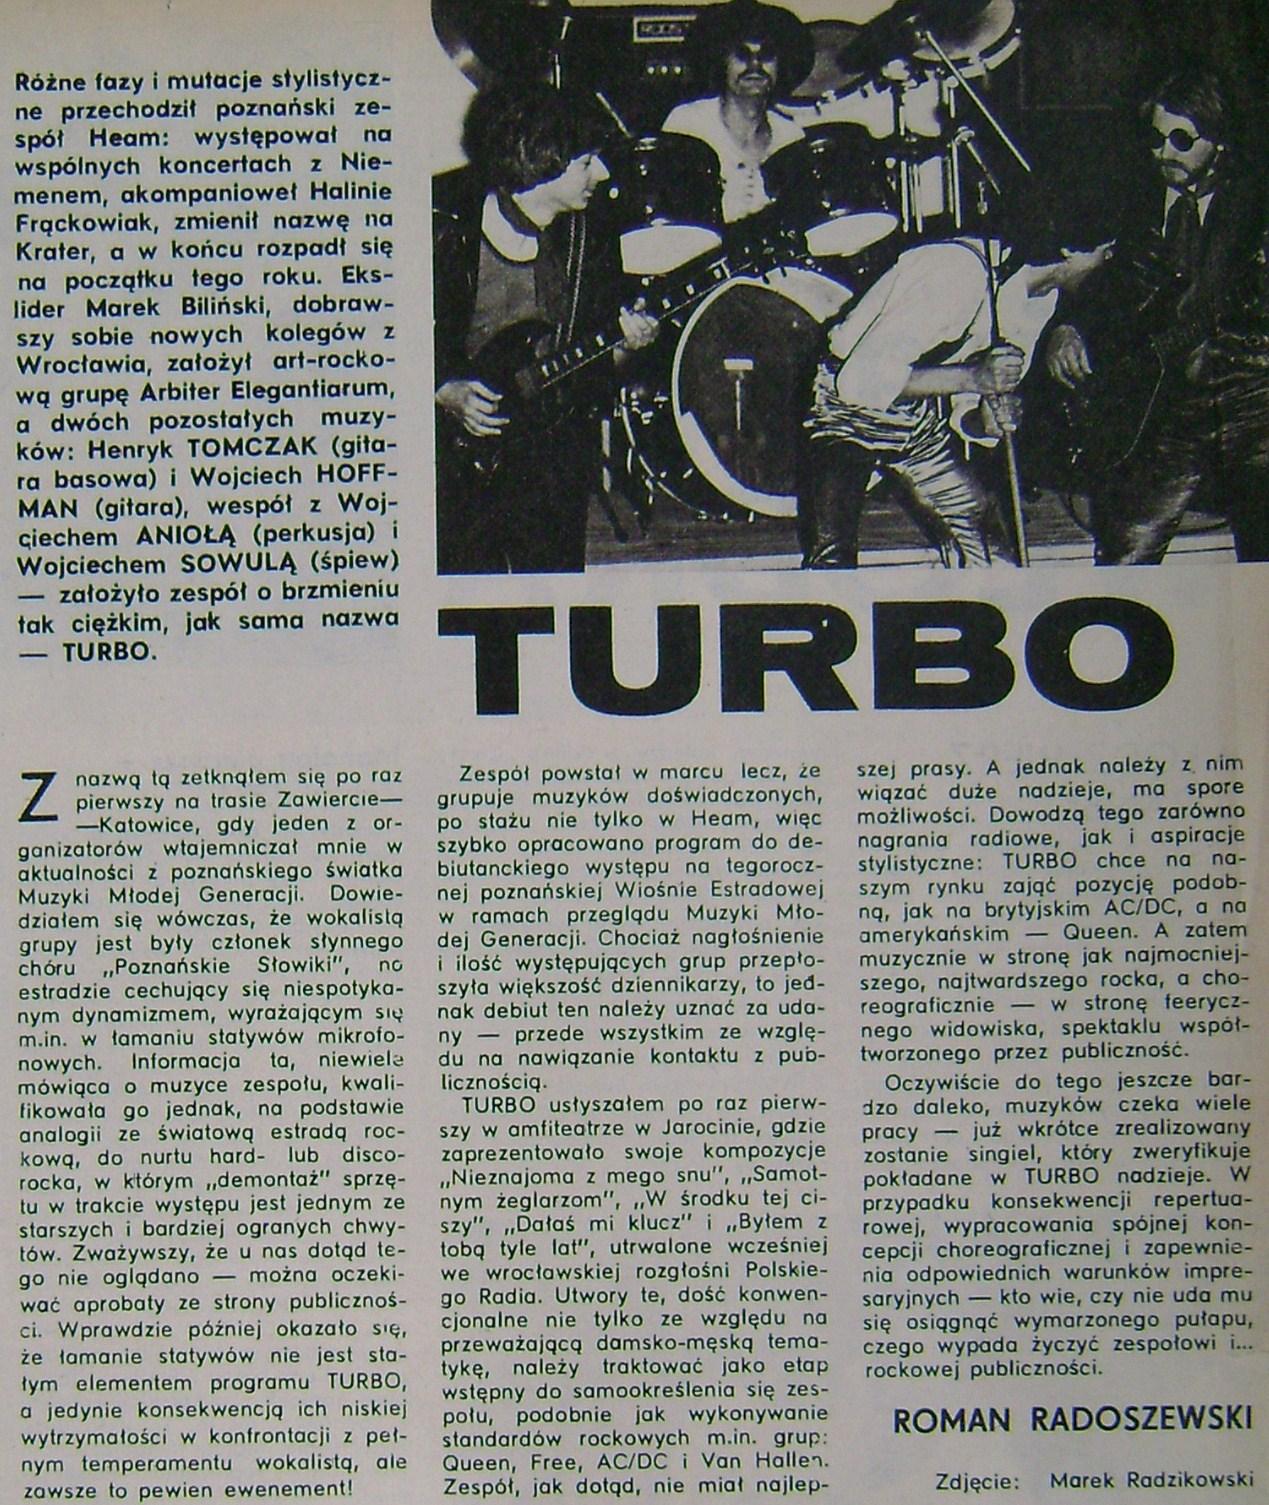 Różne fazy i mutacje stylistycz-
ne przechodził poznański ze-
spół Heam: występował na
wspólnych koncertach z Nie-
menem, akompanioweł Halinie
Frąckowiak, zmienił nazwę na
Krater, a w końcu rozpadł się
na początku tego roku. Eks-
lider Marek Biliński, dobraw-
szy sobie nowych kolegów z
Wrocławia, założył art-rocko-
wą grupę Arbiter Elegantiarum,
a dwóch pozostałych muzy-
ków: Henryk TOMCZAK (gita-
ra basowa) i Wojciech HOFF-
MAN (gitara), wespół z Woj-
ciechem ANIOŁĄ (perkusja) i
Wojciechem SOWULĄ (śpiew)
— założyło zespół o brzmieniu
tak ciężkim, jak sama nazwa
— TURBO.
TURBO
Z nazwą tą zetknąłem się po raz
pierwszy na trasie Zawiercie—
—Katowice, gdy jeden z or-
ganizatorów wtajemniczał mnie w
aktualności z poznańskiego światka
Muzyki Młodej Generacji. Dowie-
działem się wówczas, że wokalistą
grupy jest były członek słynnego
chóru „Poznańskie Słowiki", na
estradzie cechujący się niespotyka-
nym dynamizmem, wyrażającym się
m.in. w łamaniu statywów mikrofo-
nowych. Informacja ta, niewiele
mówiąca o muzyce zespołu, kwali-
fikowała go jednak, na podstawie
analogii ze światową estradą roc-
kową, do nurtu hard- lub disco-
rocka, w którym „demontaż" sprzę-
tu w trakcie występu jest jednym ze
starszych i bardziej ogranych chwy-
tów. Zważywszy, że u nas dotąd te-
go nie oglądano — można oczeki-
wać aprobaty ze strony publicznoś-
ci. Wprawdzie później okazało się,
że łamanie statywów nie jest sta-
łym elementem programu TURBO,
a jedynie konsekwencją ich niskiej
wytrzymałości w konfrontacji z peł-
nym temperamentu wokalistą, ale
zawsze to pewien ewenement!
Zespół powstał w marcu lecz, że
grupuje muzyków doświadczonych,
po stażu nie tylko w Heam, więc
szybko opracowano program do de-
biutanckiego występu na tegorocz-
nej poznańskiej Wiośnie Estradowej
w ramach przeglądu Muzyki Mło-
dej Generacji. Chociaż nagłośnienie
i ilość występujących grup przepło-
szyła większość dziennikarzy, to jed-
nak debiut ten należy uznać za uda-
ny — przede wszystkim ze wzglę-
du na nawiązanie kontaktu z pub-
licznością.
TURBO usłyszałem po raz pierw-
szy w amfiteatrze w Jarocinie, gdzie
zaprezentowało swoje kompozycje
„Nieznajoma z mego snu", „Samot-
nym żeglarzom", „W środku tej ci-
szy", „Dałaś mi klucz" i „Byłem z
tobą tyle lat", utrwalone wcześniej
we wrocławskiej rozgłośni Polskie-
go Radia. Utwory te, dość konwen-
cjonalne nie tylko ze względu na
przeważającą damsko-męską tema-
tykę, należy traktować jako etap
wstępny do samookreślenia się zes-
połu, podobnie jak wykonywanie
standardów rockowych m.in. grup:
Queen, Free, AC/DC i Van Hallen.
Zespół, jak dotąd, nie miał najlep-
szej prasy. A jednak należy z nim
wiązać duże nadzieje, ma spore
możliwości. Dowodzą tego zarówno
nagrania radiowe, jak i aspiracje
stylistyczne: TURBO chce na na-
szym rynku zająć pozycję podob-
ną, jak na brytyjskim AC/DC, a na
amerykańskim — Queen. A zatem
muzycznie w stronę jak najmocniej-
szego, najtwardszego rocka, a cho-
reograficznie — w stronę feerycz-
nego widowiska, spektaklu współ-
tworzonego przez publiczność.
Oczywiście do tego jeszcze bar-
dzo daleko, muzyków czeka wiele
pracy — już wkrótce zrealizowany
zostanie singiel, który zweryfikuje
pokładane w TURBO nadzieje. W
przypadku konsekwencji repertua-
rowej, wypracowania spójnej kon-
cepcji choreograficznej i zapewnie-
nia odpowiednich warunków impre-
saryjnych — kto wie, czy nie uda mu
się osiągnąć wymarzonego pułapu,
czego wypada życzyć zespołowi i...
rockowej publiczności.
ROMAN RADOSZEWSKI
Zdjęcie: Marek Radzikowski